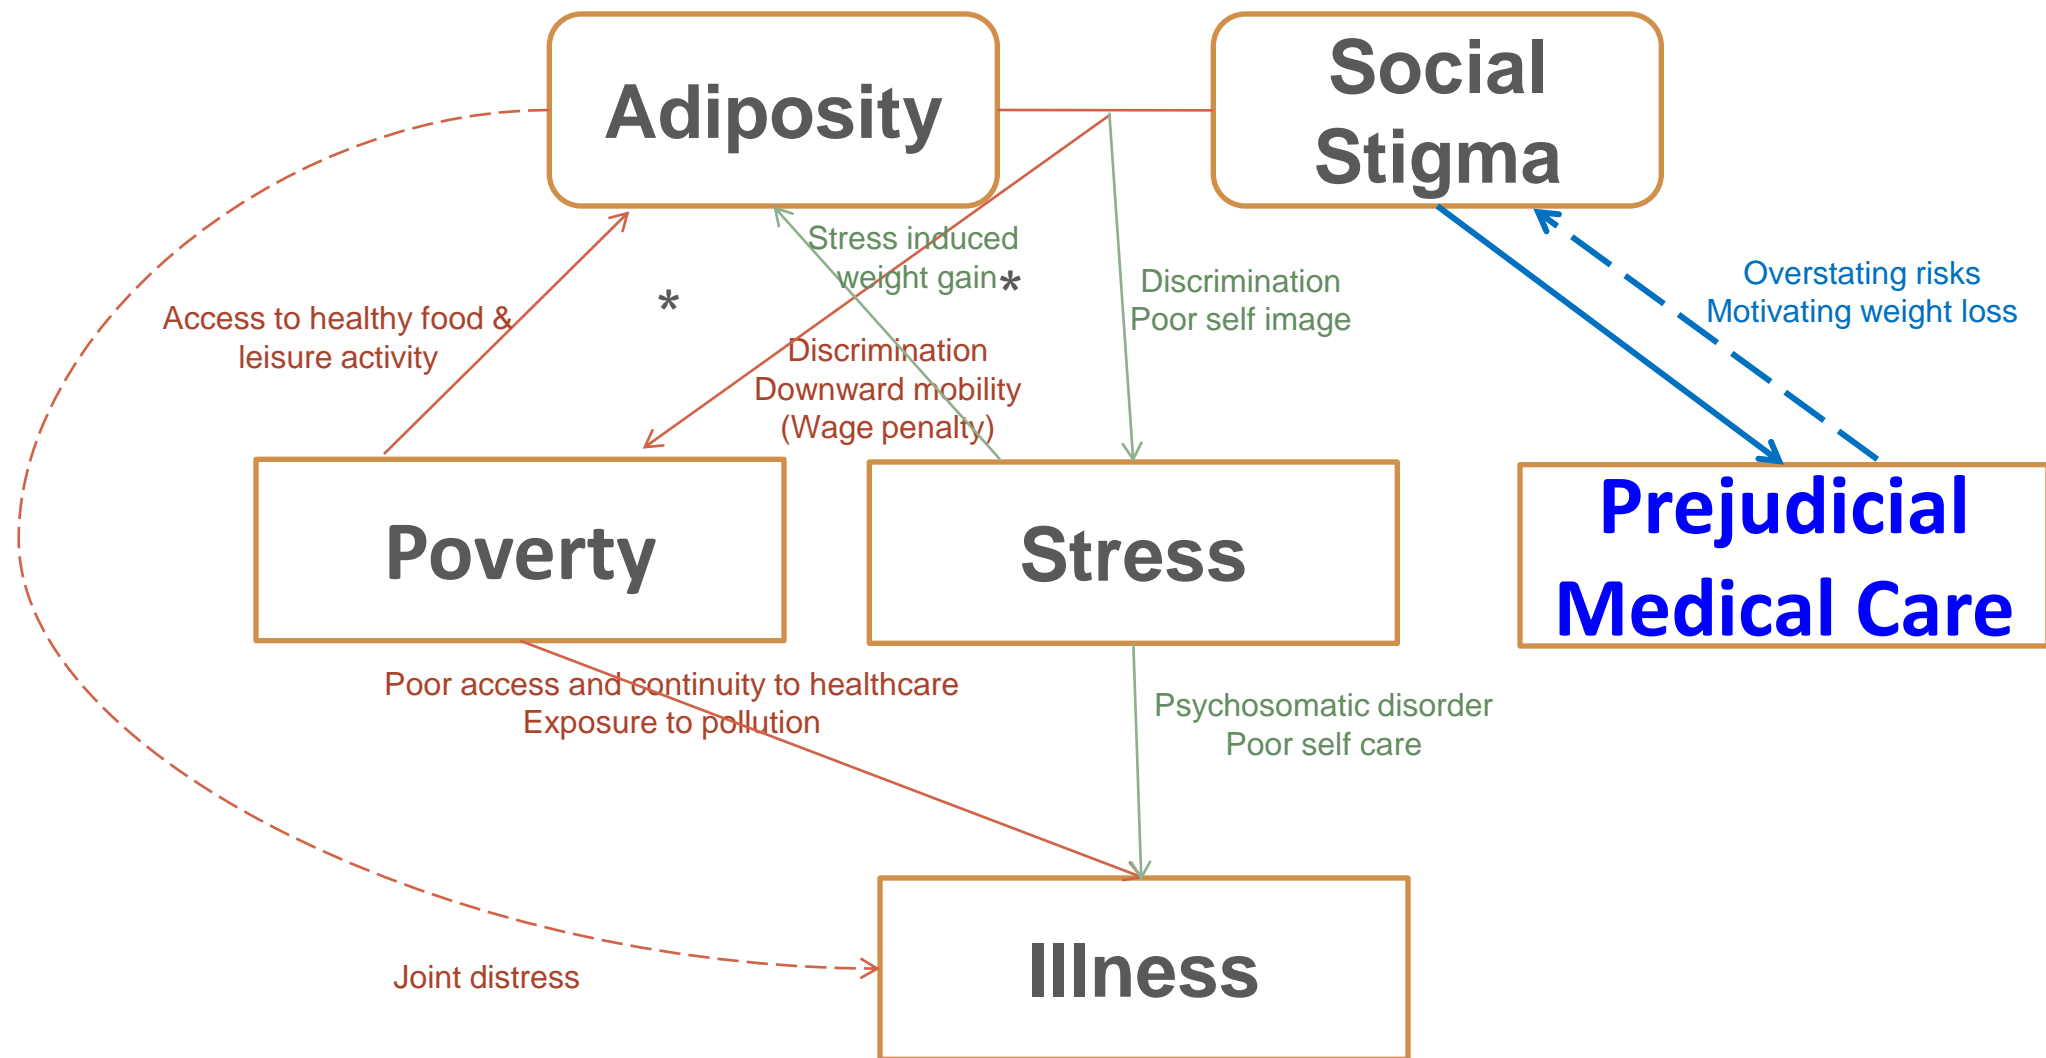 Adiposity
Social
Stigma
Stress induced
weight gain*
*
Access to healthy food &
leisure activity
Discrimination
Poor self image
Overstating risks
Motivating weight loss
Discrimination
Downward mobility
(Wage penalty)
Poverty
Stress
Prejudicial
Medical Care
Poor access and continuity to healthcare
Exposure to pollution
Psychosomatic disorder
Poor self care
Joint distress
Illness